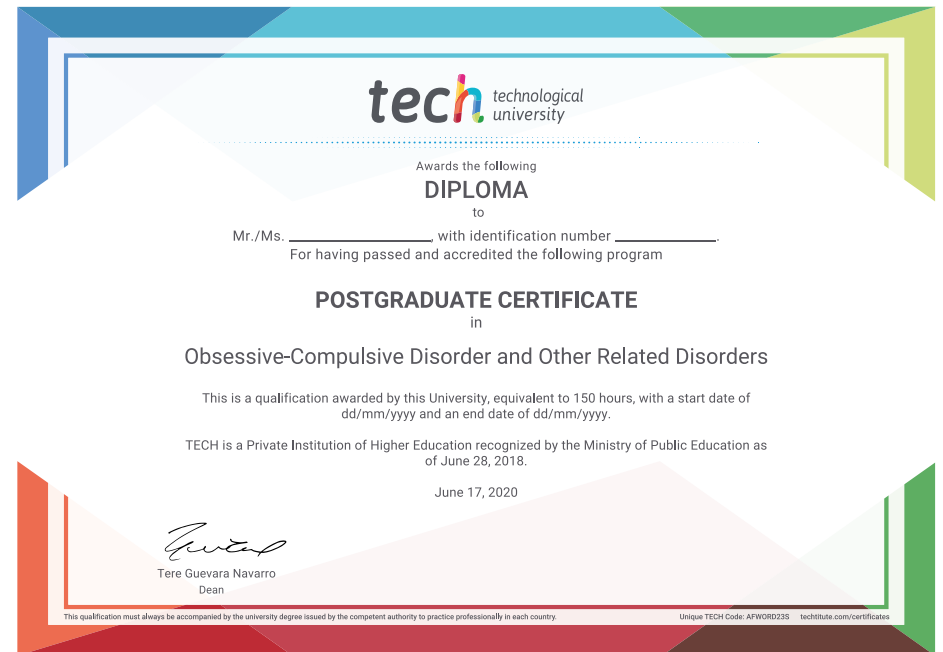 tech technological
university
Awards the following
DIPLOMA
to
Mr./Ms. ____________, with identification number ____________.
For having passed and accredited the following program
POSTGRADUATE CERTIFICATE
in
Obsessive-Compulsive Disorder and Other Related Disorders
This is a qualification awarded by this University, equivalent to 150 hours, with a start date of
dd/mm/yyyy and an end date of dd/mm/yyyy.
TECH is a Private Institution of Higher Education recognized by the Ministry of Public Education as
of June 28, 2018.
June 17, 2020
Tere Guevara Navarro
Dean
This qualification must always be accompanied by the university degree issued by the competent authority to practice professionally in each country.
Unique TECH Code: AFWORD23S techtitute.com/certificates